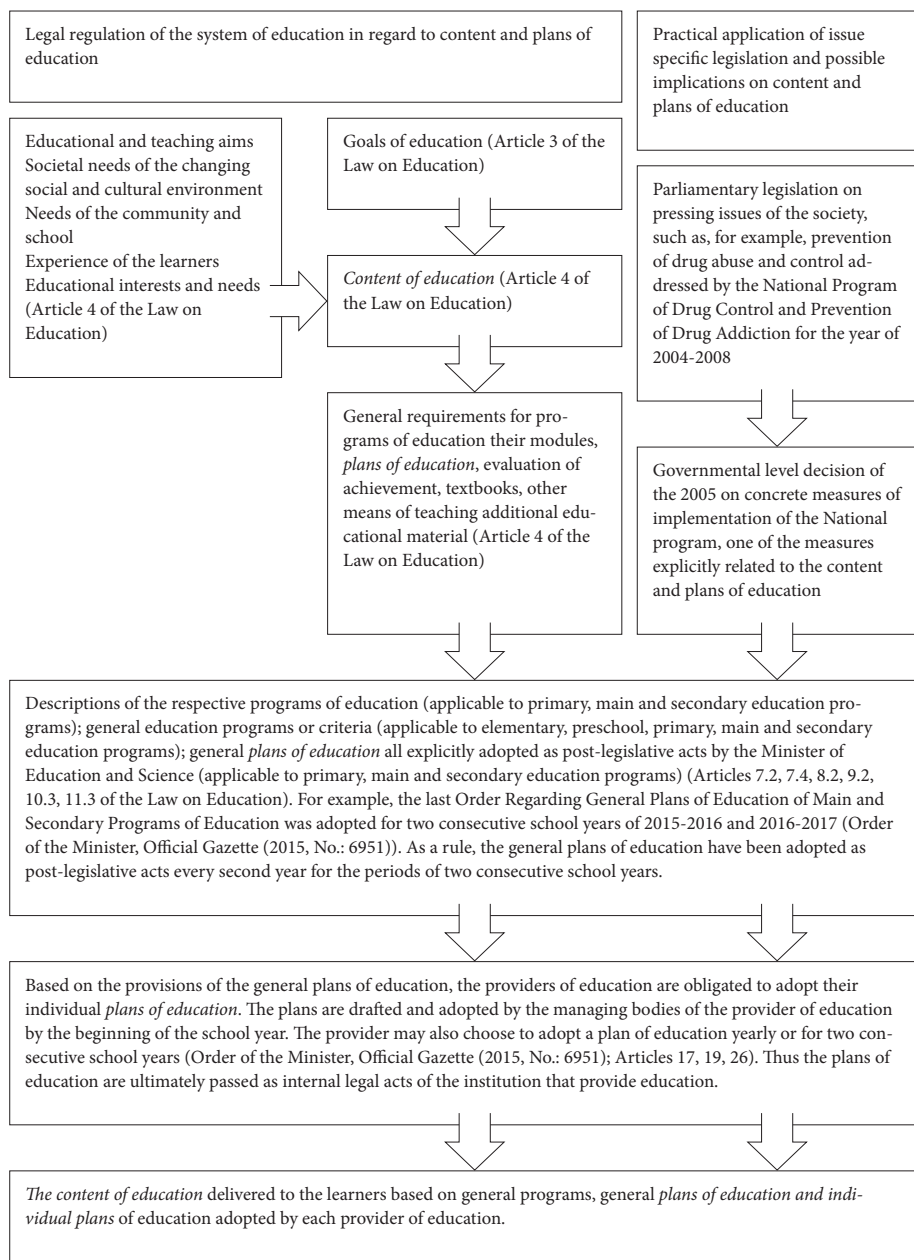 Legal regulation of the system of education in regard to content and plans of
education
Practical application of issue
specific legislation and possible
implications on content and
plans of education
Educational and teaching aims
Societal needs of the changing
social and cultural environment
Needs of the community and
school
Experience of the learners
Educational interests and needs
(Article 4 of the Law on
Education)
Goals of education (Article 3 of the
Law on Education)
Content of education (Article 4 of
the Law on Education)
General requirements for pro-
grams of education their modules,
plans of education, evaluation of
achievement, textbooks, other
means of teaching additional edu-
cational material (Article 4 of the
Law on Education)
Parliamentary legislation on
pressing issues of the society,
such as, for example, prevention
of drug abuse and control ad-
dressed by the National Program
of Drug Control and Prevention
of Drug Addiction for the year of
2004-2008
Governmental level decision of
the 2005 on concrete measures of
implementation of the National
program, one of the measures
explicitly related to the content
and plans of education
Descriptions of the respective programs of education (applicable to primary, main and secondary education pro-
grams); general education programs or criteria (applicable to elementary, preschool, primary, main and secondary
education programs); general plans of education all explicitly adopted as post-legislative acts by the Minister of
Education and Science (applicable to primary, main and secondary education programs) (Articles 7.2, 7.4, 8.2, 9.2,
10.3, 11.3 of the Law on Education). For example, the last Order Regarding General Plans of Education of Main and
Secondary Programs of Education was adopted for two consecutive school years of 2015-2016 and 2016-2017 (Order
of the Minister, Official Gazette (2015, No.: 6951)). As a rule, the general plans of education have been adopted as
post-legislative acts every second year for the periods of two consecutive school years.
Based on the provisions of the general plans of education, the providers of education are obligated to adopt their
individual plans of education. The plans are drafted and adopted by the managing bodies of the provider of education
by the beginning of the school year. The provider may also choose to adopt a plan of education yearly or for two con-
secutive school years (Order of the Minister, Official Gazette (2015, No.: 6951); Articles 17, 19, 26). Thus the plans of
education are ultimately passed as internal legal acts of the institution that provide education.
The content of education delivered to the learners based on general programs, general plans of education and indi-
vidual plans of education adopted by each provider of education.